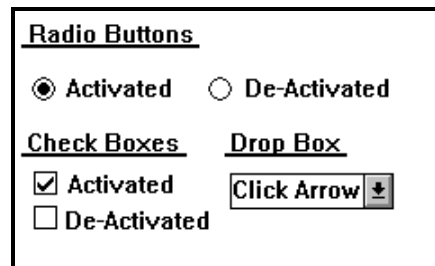 Radio Buttons
Activated De-Activated
Check Boxes Drop Box
Activated Click Arrow
De-Activated